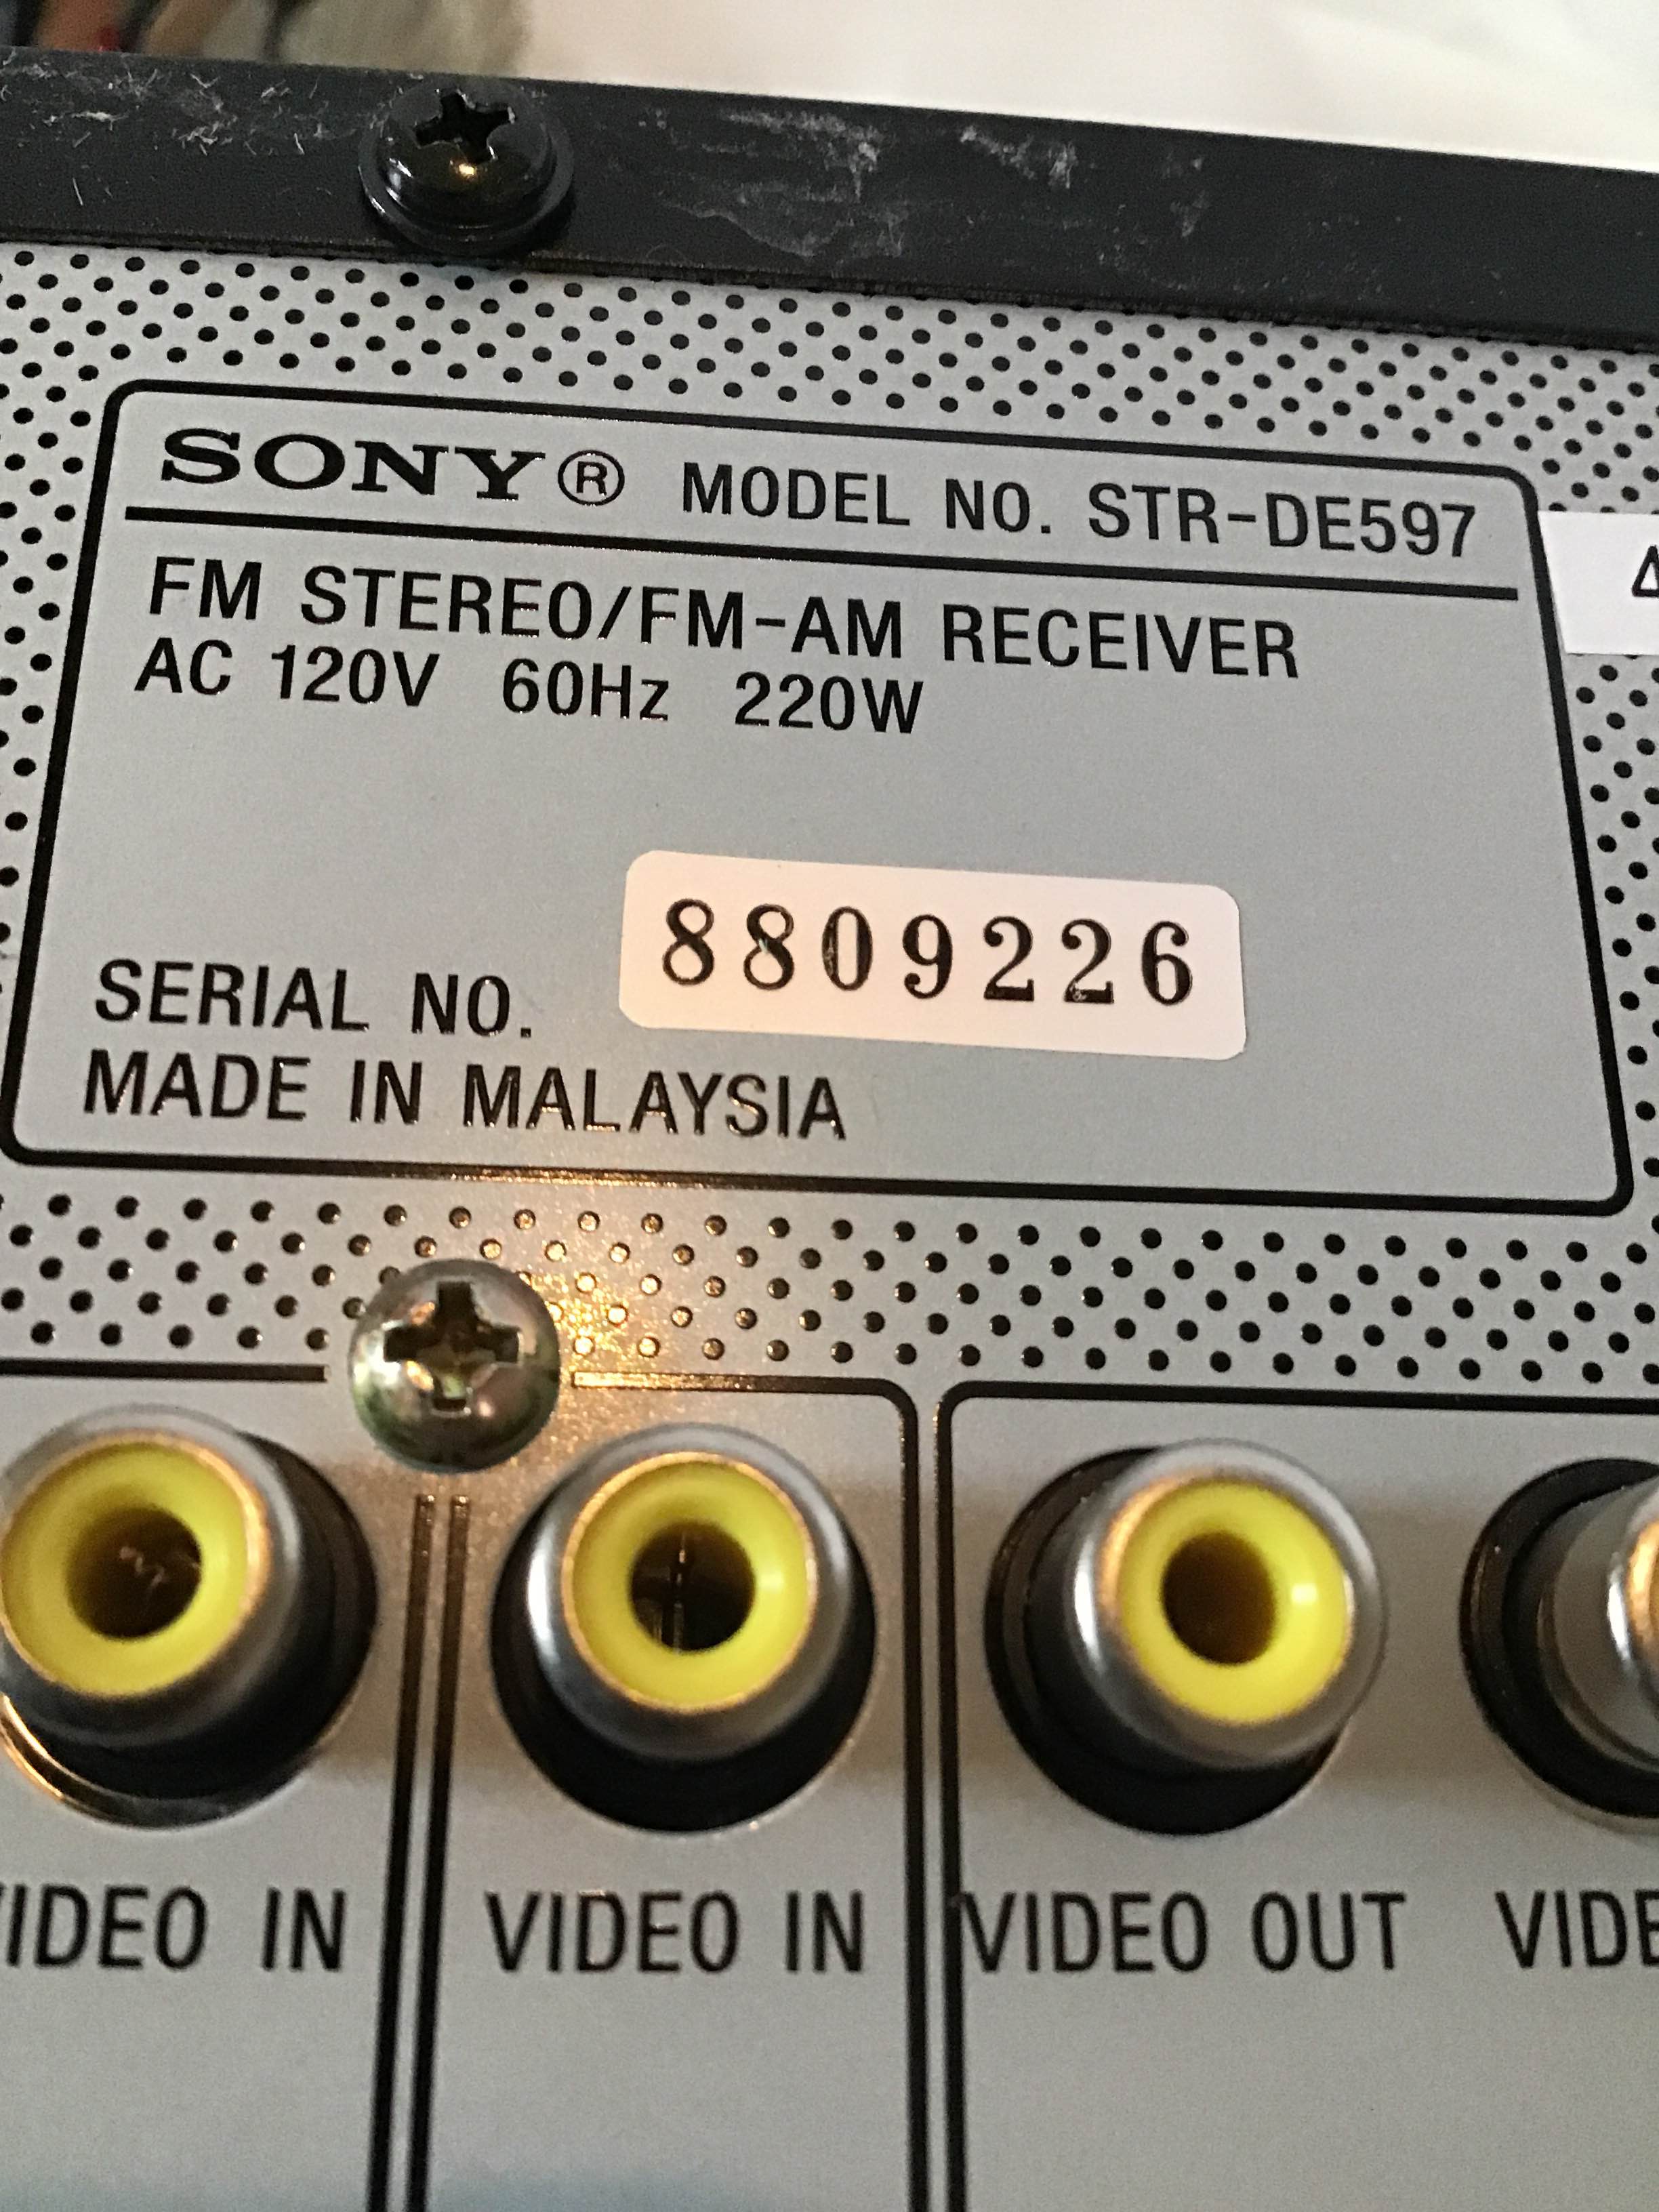 SONY® MODEL NO. STR-DE597
FM STEREO/FM-AM RECEIVER
AC 120V 60Hz 220W
SERIAL NO. 8809226
MADE IN MALAYSIA
VIDEO IN VIDEO IN VIDEO OUT